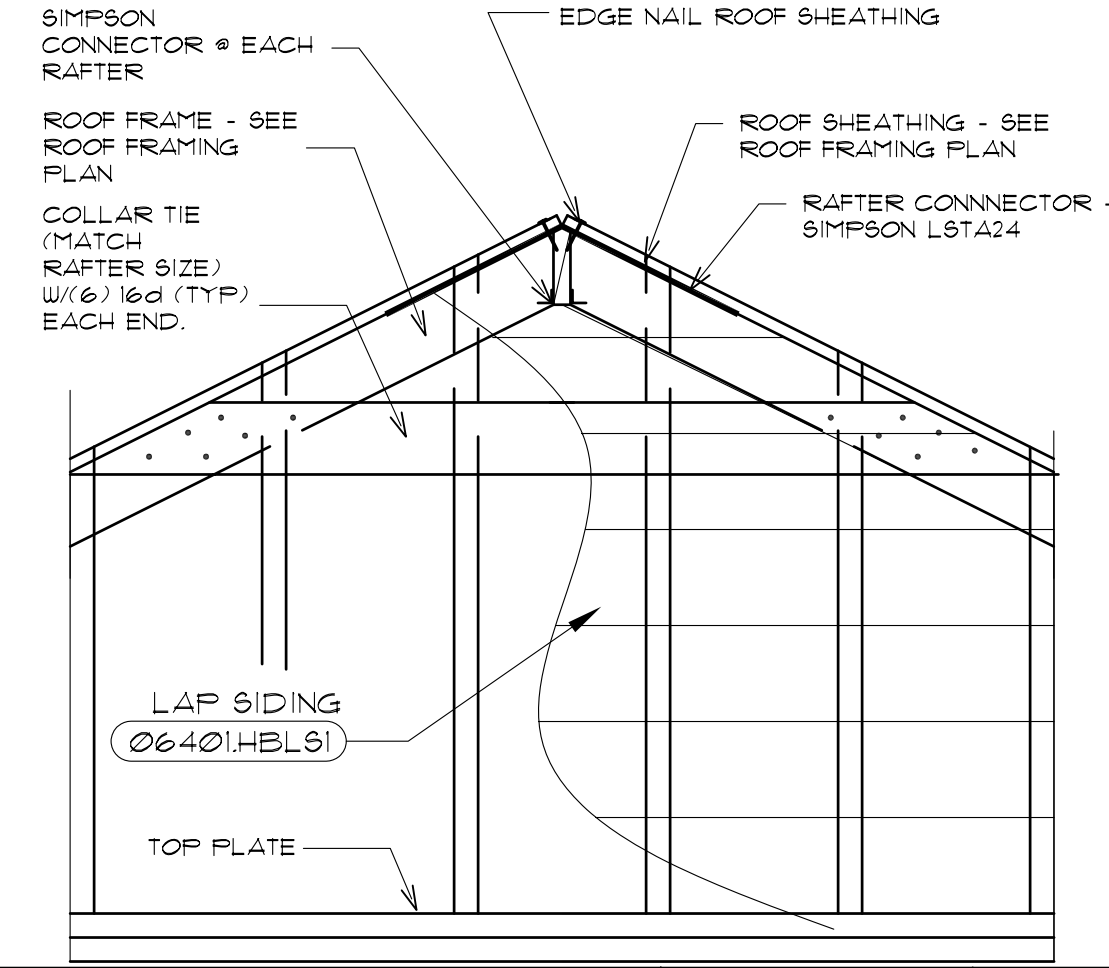 SIMPSON
CONNECTOR @ EACH
RAFTER
EDGE NAIL ROOF SHEATHING
ROOF FRAME - SEE
ROOF FRAMING
PLAN
ROOF SHEATHING - SEE
ROOF FRAMING PLAN
COLLAR TIE
(MATCH
RAFTER SIZE)
W/(6) 16d (TYP)
EACH END.
RAFTER CONNNECTOR -
SIMPSON LSTA24
LAP SIDING
06401.HBLS1
TOP PLATE